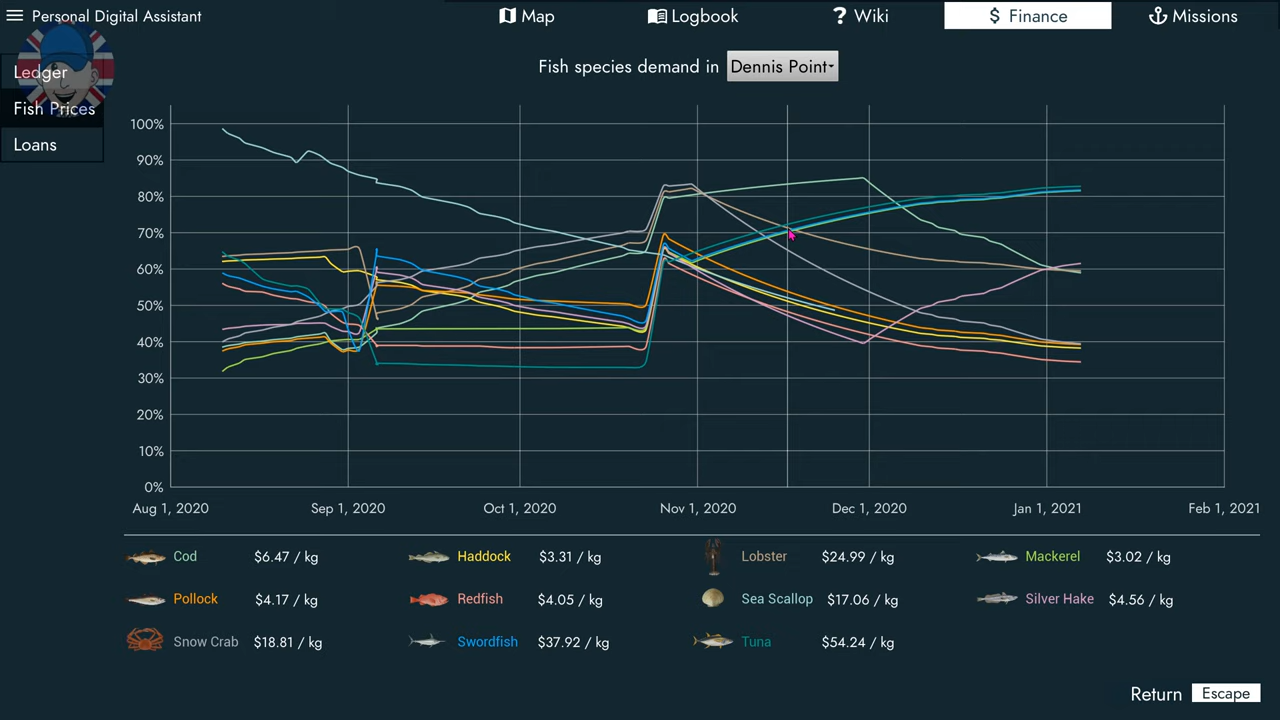 Personal Digital Assistant
Map
Logbook
? Wiki
$ Finance
Missions
Ledger
Fish Prices
Loans
Fish species demand in Dennis Point
100%
90%
80%
70%
60%
50%
40%
30%
20%
10%
0%
Aug 1, 2020
Sep 1, 2020
Oct 1, 2020
Nov 1, 2020
Dec 1, 2020
Jan 1, 2021
Feb 1, 2021
Cod $6.47 / kg
Haddock $3.31 / kg
Lobster $24.99 / kg
Mackerel $3.02 / kg
Pollock $4.17 / kg
Redfish $4.05 / kg
Sea Scallop $17.06 / kg
Silver Hake $4.56 / kg
Snow Crab $18.81 / kg
Swordfish $37.92 / kg
Tuna $54.24 / kg
Return Escape